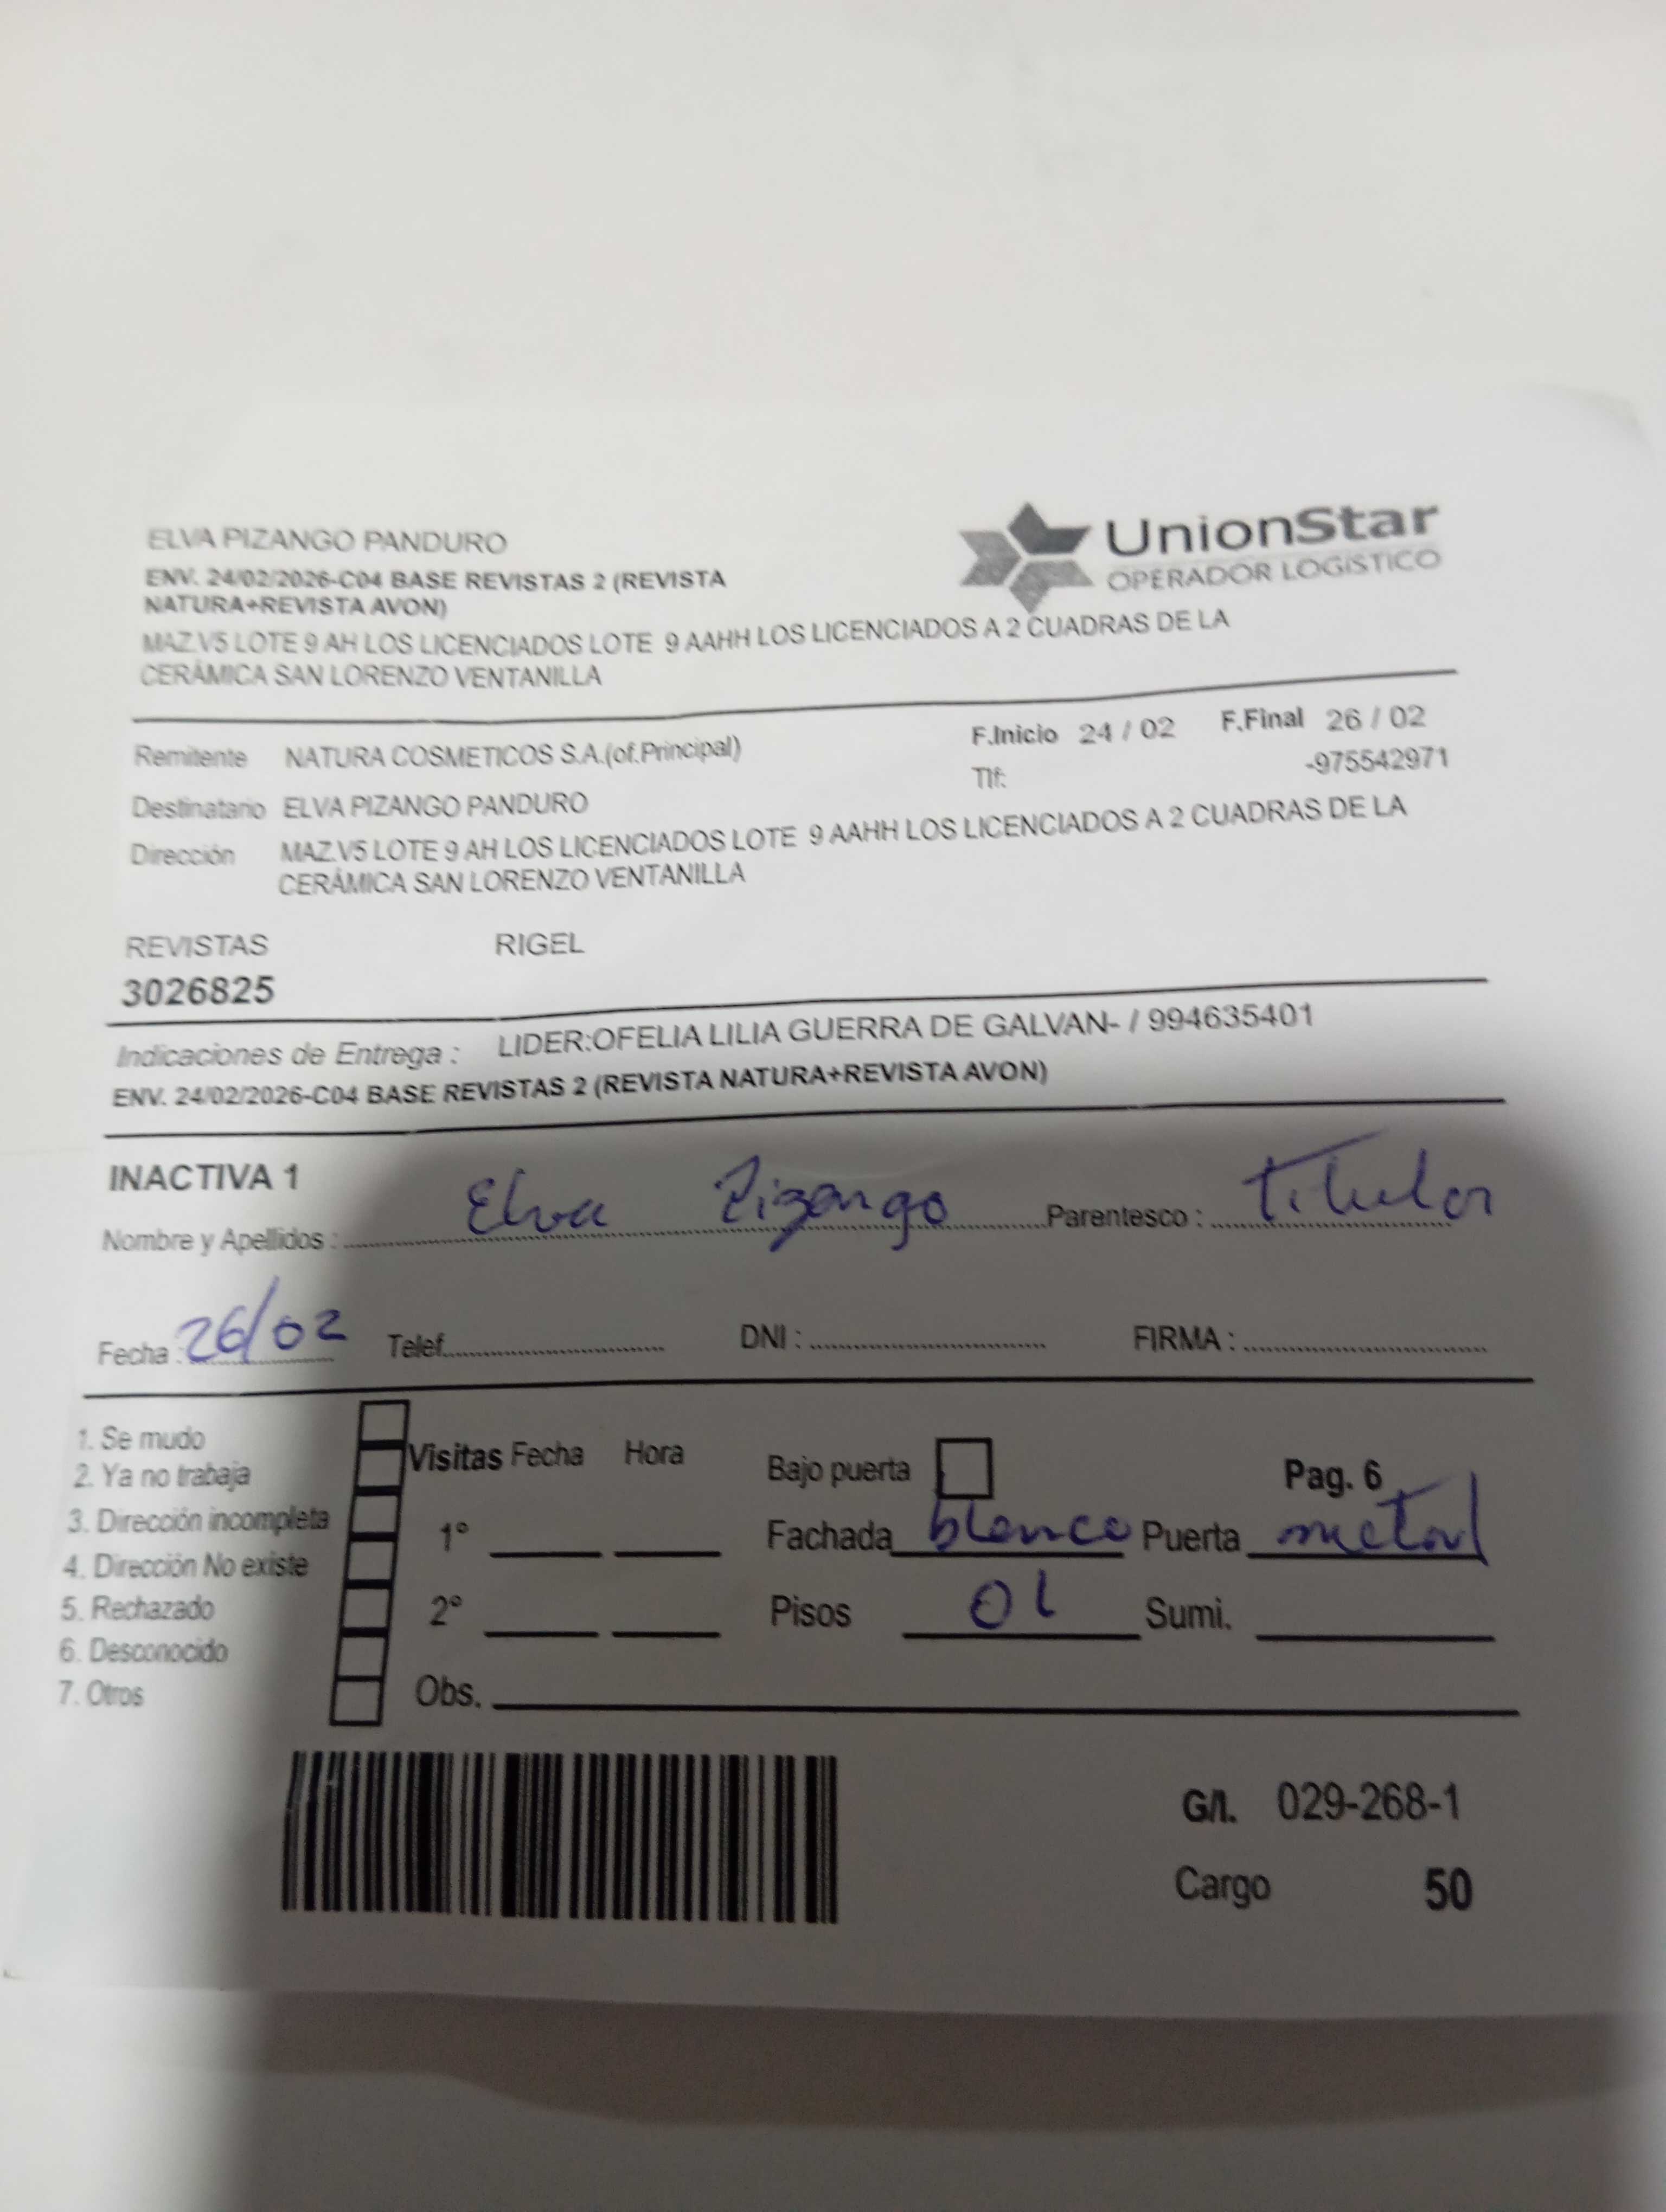 ELVA PIZANGO PANDURO
UnionStar
OPERADOR LOGÍSTICO
ENV. 24/02/2026-C04 BASE REVISTAS 2 (REVISTA
NATURA+REVISTA AVON)
MAZ.V5 LOTE 9 AH LOS LICENCIADOS LOTE 9 AAHH LOS LICENCIADOS A 2 CUADRAS DE LA
CERÁMICA SAN LORENZO VENTANILLA
Remitente NATURA COSMETICOS S.A.(of.Principal) F.Inicio 24 / 02 F.Final 26 / 02
Tlf: -975542971
Destinatario ELVA PIZANGO PANDURO
Dirección MAZ.V5 LOTE 9 AH LOS LICENCIADOS LOTE 9 AAHH LOS LICENCIADOS A 2 CUADRAS DE LA
CERÁMICA SAN LORENZO VENTANILLA
REVISTAS RIGEL
3026825
Indicaciones de Entrega : LIDER:OFELIA LILIA GUERRA DE GALVAN- / 994635401
ENV. 24/02/2026-C04 BASE REVISTAS 2 (REVISTA NATURA+REVISTA AVON)
INACTIVA 1
Nombre y Apellidos : Elva Pizango Parentesco : Titular
Fecha : 26/02 Telef. DNI : FIRMA :
1. Se mudo
2. Ya no trabaja
3. Dirección incompleta
4. Dirección No existe
5. Rechazado
6. Desconocido
7. Otros
Visitas Fecha Hora Bajo puerta Pag. 6
1° Fachada blanco Puerta metal
2° Pisos 01 Sumi.
Obs.
G/I. 029-268-1
Cargo 50